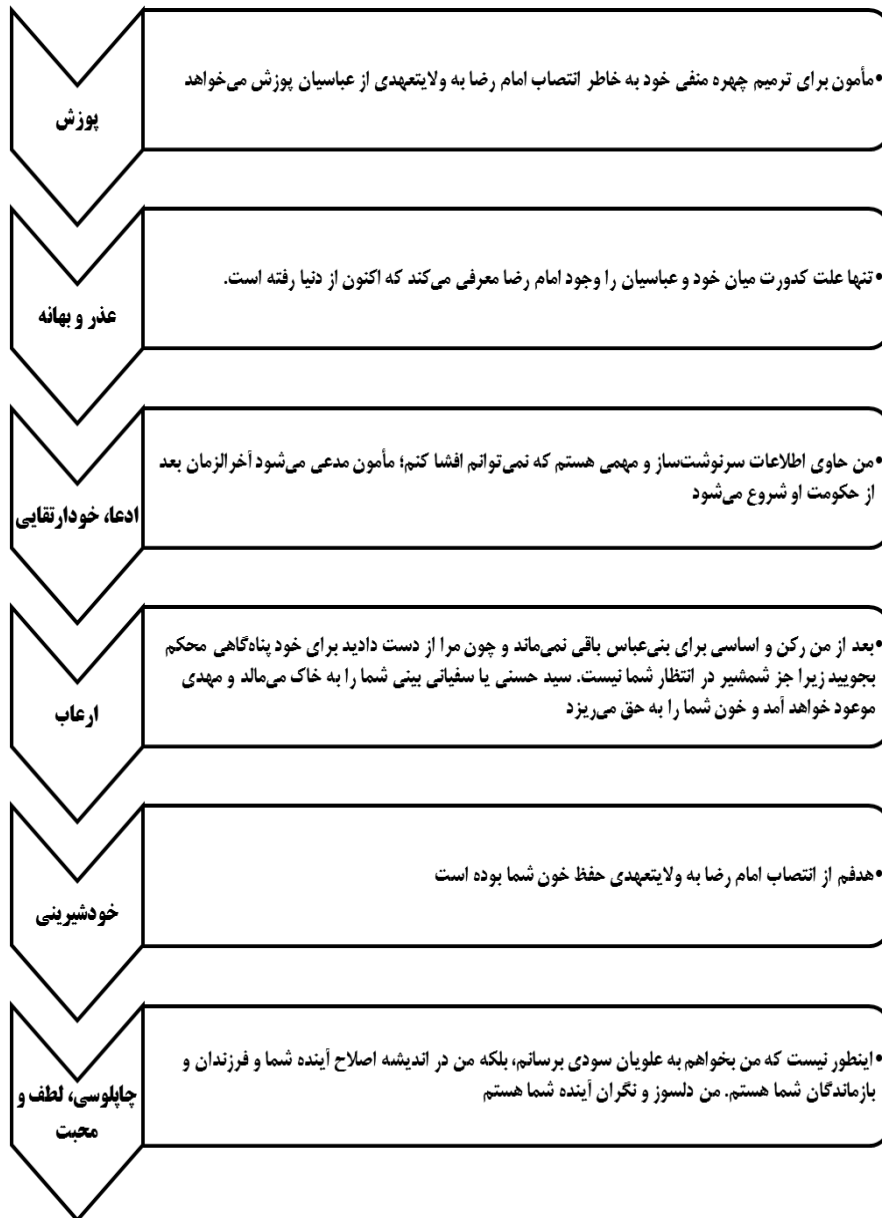 پوزش
•مأمون برای ترمیم چهره منفی خود به خاطر انتصاب امام رضا به ولایتعهدی از عباسیان پوزش می‌خواهد
عذر و بهانه
•تنها علت کدورت میان خود و عباسیان را وجود امام رضا معرفی می‌کند که اکنون از دنیا رفته است.
ادعا، خودارتقایی
•من حاوی اطلاعات سرنوشت‌ساز و مهمی هستم که نمی‌توانم افشا کنم؛ مأمون مدعی می‌شود آخرالزمان بعد
از حکومت او شروع می‌شود
ارعاب
•بعد از من رکن و اساسی برای بنی‌عباس باقی نمی‌ماند و چون مرا از دست دادید برای خود پناه‌گاهی محکم
بجویید زیرا جز شمشیر در انتظار شما نیست. سید حسنی یا سفیانی بینی شما را به خاک می‌مالد و مهدی
موعود خواهد آمد و خون شما را به حق می‌ریزد
خودشیرینی
•هدفم از انتصاب امام رضا به ولایتعهدی حفظ خون شما بوده است
چاپلوسی، لطف و
محبت
•اینطور نیست که من بخواهم به علویان سودی برسانم، بلکه من در اندیشه اصلاح آینده شما و فرزندان و
بازماندگان شما هستم. من دلسوز و نگران آینده شما هستم